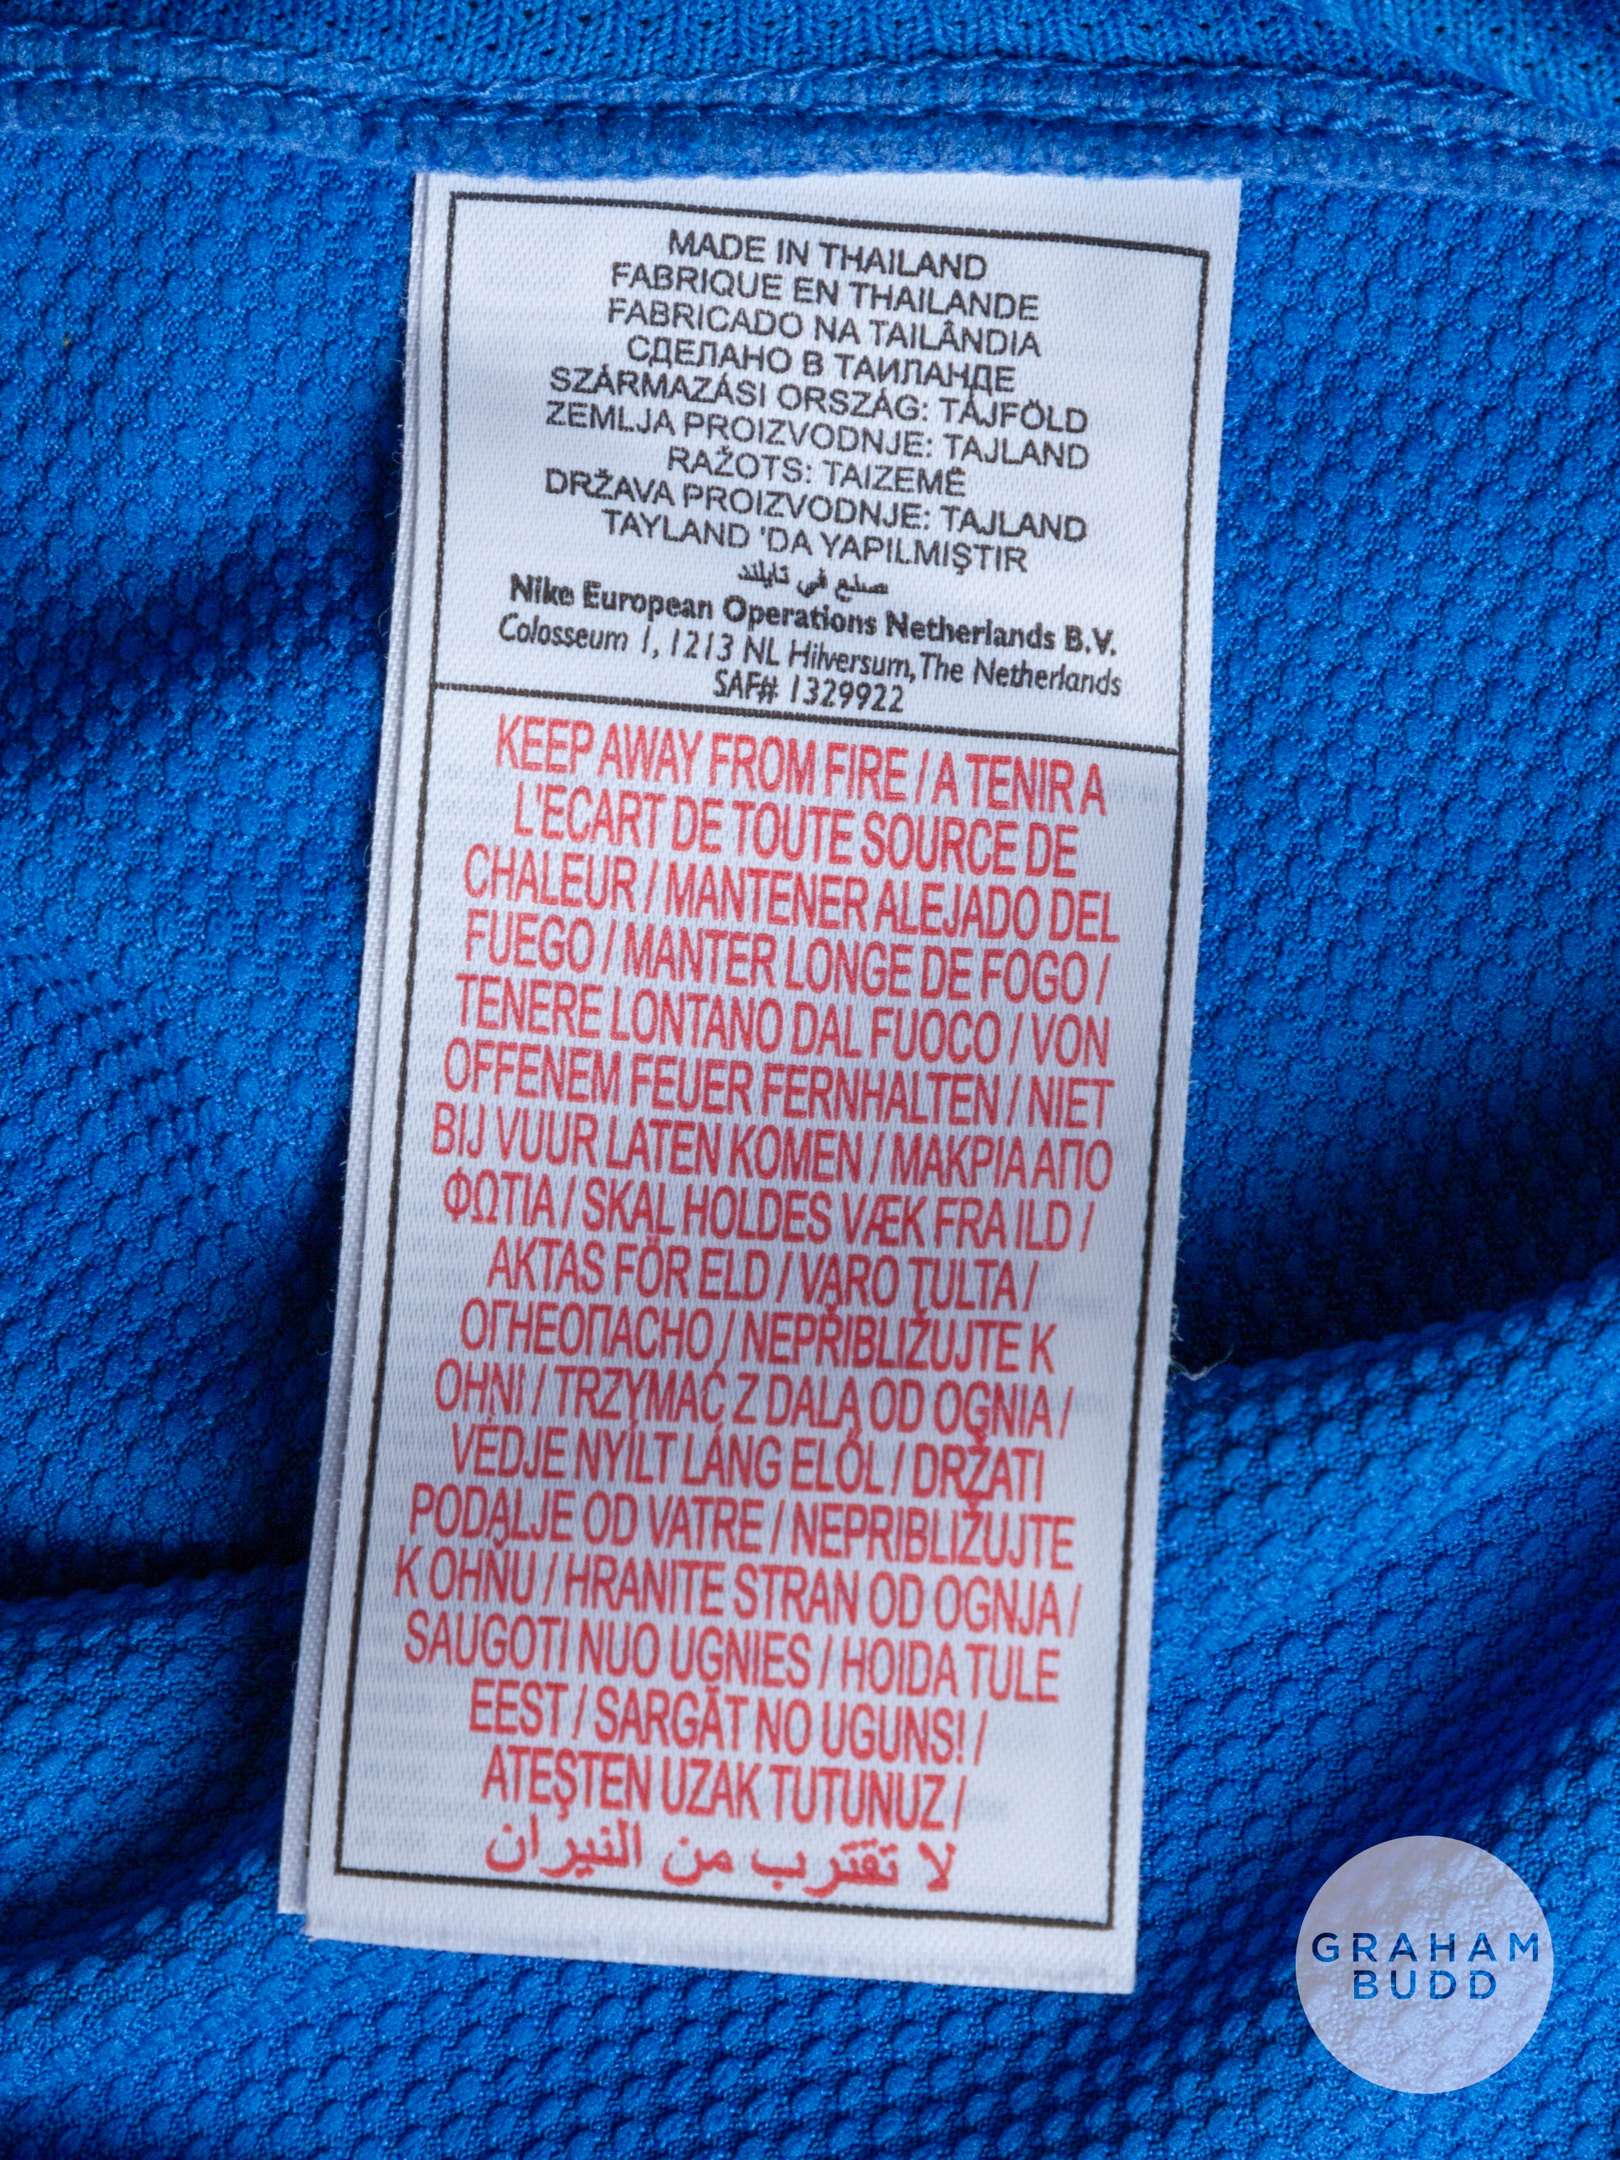 MADE IN THAILAND
FABRIQUE EN THAILANDE
FABRICADO NA TAILÂNDIA
СДЕЛАНО В ТАИЛАНДЕ
SZÁRMAZÁSI ORSZÁG: TÁJFÖLD
ZEMLJA PROIZVODNJE: TAJLAND
RAŽOTS: TAIZEMĒ
DRŽAVA PROIZVODNJE: TAJLAND
TAYLAND 'DA YAPILMIŞTIR
صنع في تايلند
Nike European Operations Netherlands B.V.
Colosseum 1, 1213 NL Hilversum, The Netherlands
SAF# 1329922
KEEP AWAY FROM FIRE / A TENIR A
L'ECART DE TOUTE SOURCE DE
CHALEUR / MANTENER ALEJADO DEL
FUEGO / MANTER LONGE DE FOGO /
TENERE LONTANO DAL FUOCO / VON
OFFENEM FEUER FERNHALTEN / NIET
BIJ VUUR LATEN KOMEN / ΜΑΚΡΙΑ ΑΠΟ
ΦΩΤΙΑ / SKAL HOLDES VÆK FRA ILD /
AKTAS FÖR ELD / VARO TULTA /
ОГНЕОПАСНО / NEPŘIBLIŽUJTE K
OHNI / TRZYMAĆ Z DALA OD OGNIA /
VÉDJE NYÍLT LÁNG ELŐL / DRŽATI
PODALJE OD VATRE / NEPRIBLIŽUJTE
K OHŇU / HRANITE STRAN OD OGNJA /
SAUGOTI NUO UGNIES / HOIDA TULE
EEST / SARGĀT NO UGUNS! /
ATEŞTEN UZAK TUTUNUZ /
لا تقترب من النيران
GRAHAM
BUDD